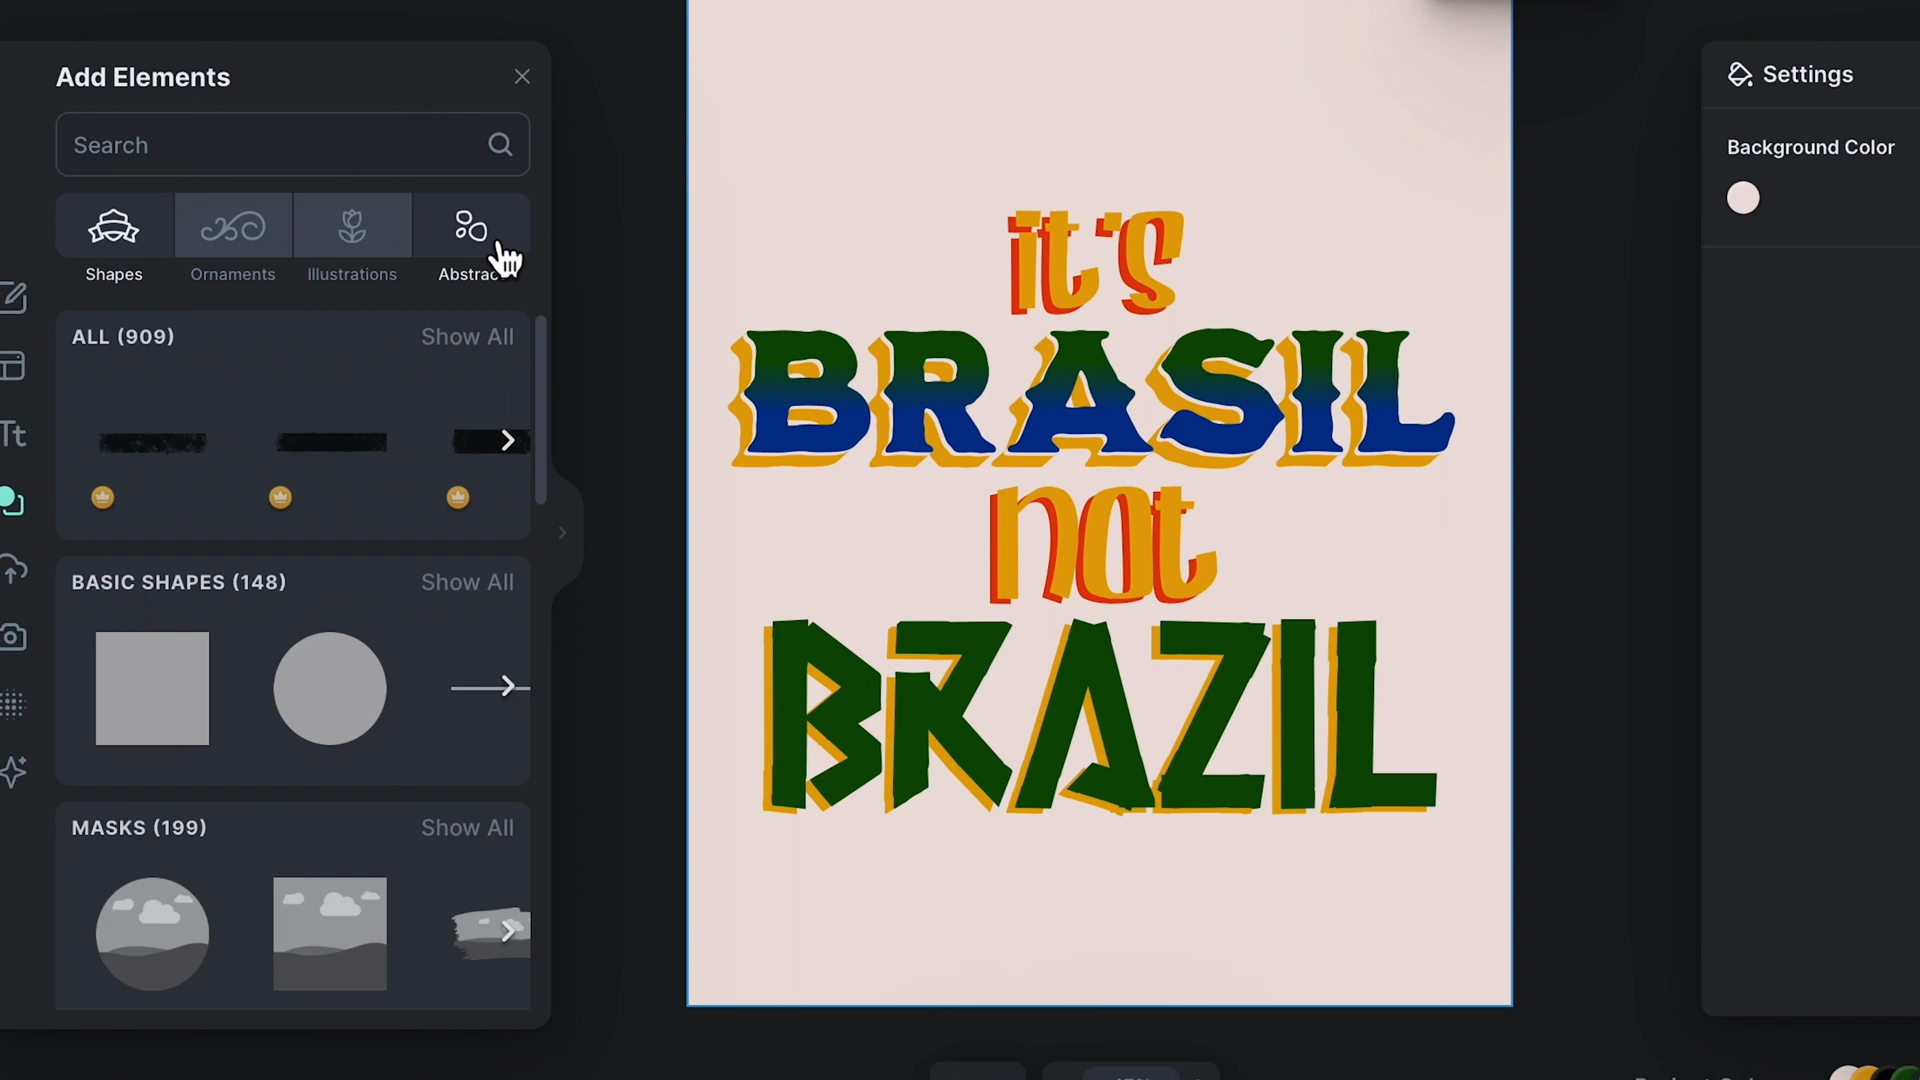 Add Elements
Search
Shapes
Ornaments
Illustrations
ALL (909)
Show All
BASIC SHAPES (148)
Show All
MASKS (199)
Show All
Tt
it's
BRASIL
not
BRAZIL
Settings
Background Color